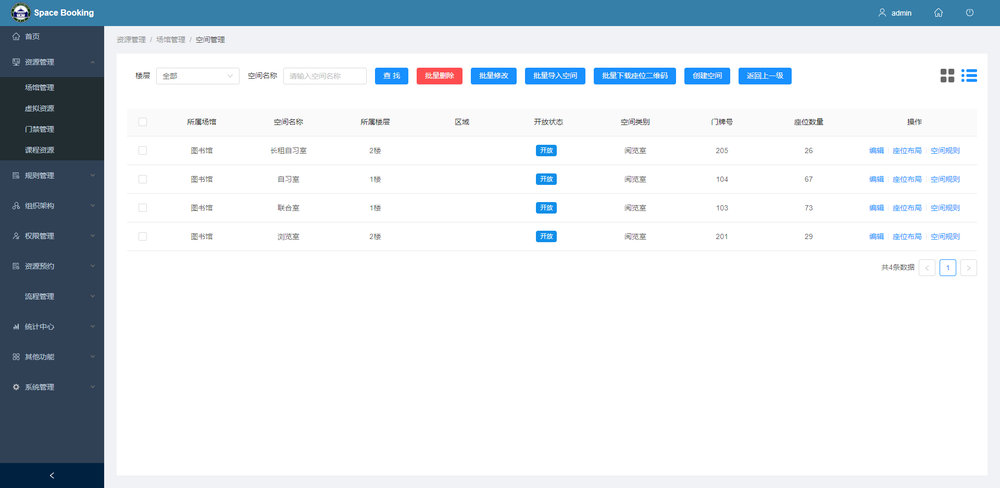 Space Booking
admin
首页
资源管理
场馆管理
虚拟资源
门禁管理
课程资源
规则管理
组织架构
权限管理
资源预约
流程管理
统计中心
其他功能
系统管理
资源管理 / 场馆管理 / 空间管理
楼层 全部 空间名称 请输入空间名称 查 找 批量删除 批量修改 批量导入空间 批量下载座位二维码 创建空间 返回上一级
所属场馆 空间名称 所属楼层 区域 开放状态 空间类别 门牌号 座位数量 操作
图书馆 长租自习室 2楼 开放 阅览室 205 26 编辑 座位布局 空间规则
图书馆 自习室 1楼 开放 阅览室 104 67 编辑 座位布局 空间规则
图书馆 联合室 1楼 开放 阅览室 103 73 编辑 座位布局 空间规则
图书馆 浏览室 2楼 开放 阅览室 201 29 编辑 座位布局 空间规则
共4条数据 < 1 >